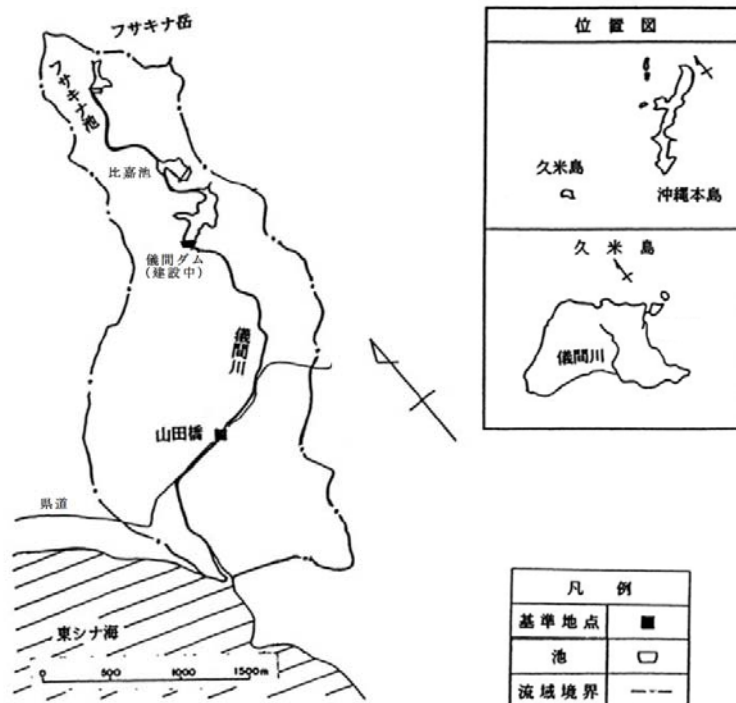 フサキナ岳
フサキナ池
比嘉池
儀間ダム
(建設中)
儀間川
山田橋
県道
東シナ海
0 500 1000 1500m
位置図
久米島
沖縄本島
久米島
儀間川
凡例
基準地点
池
流域境界